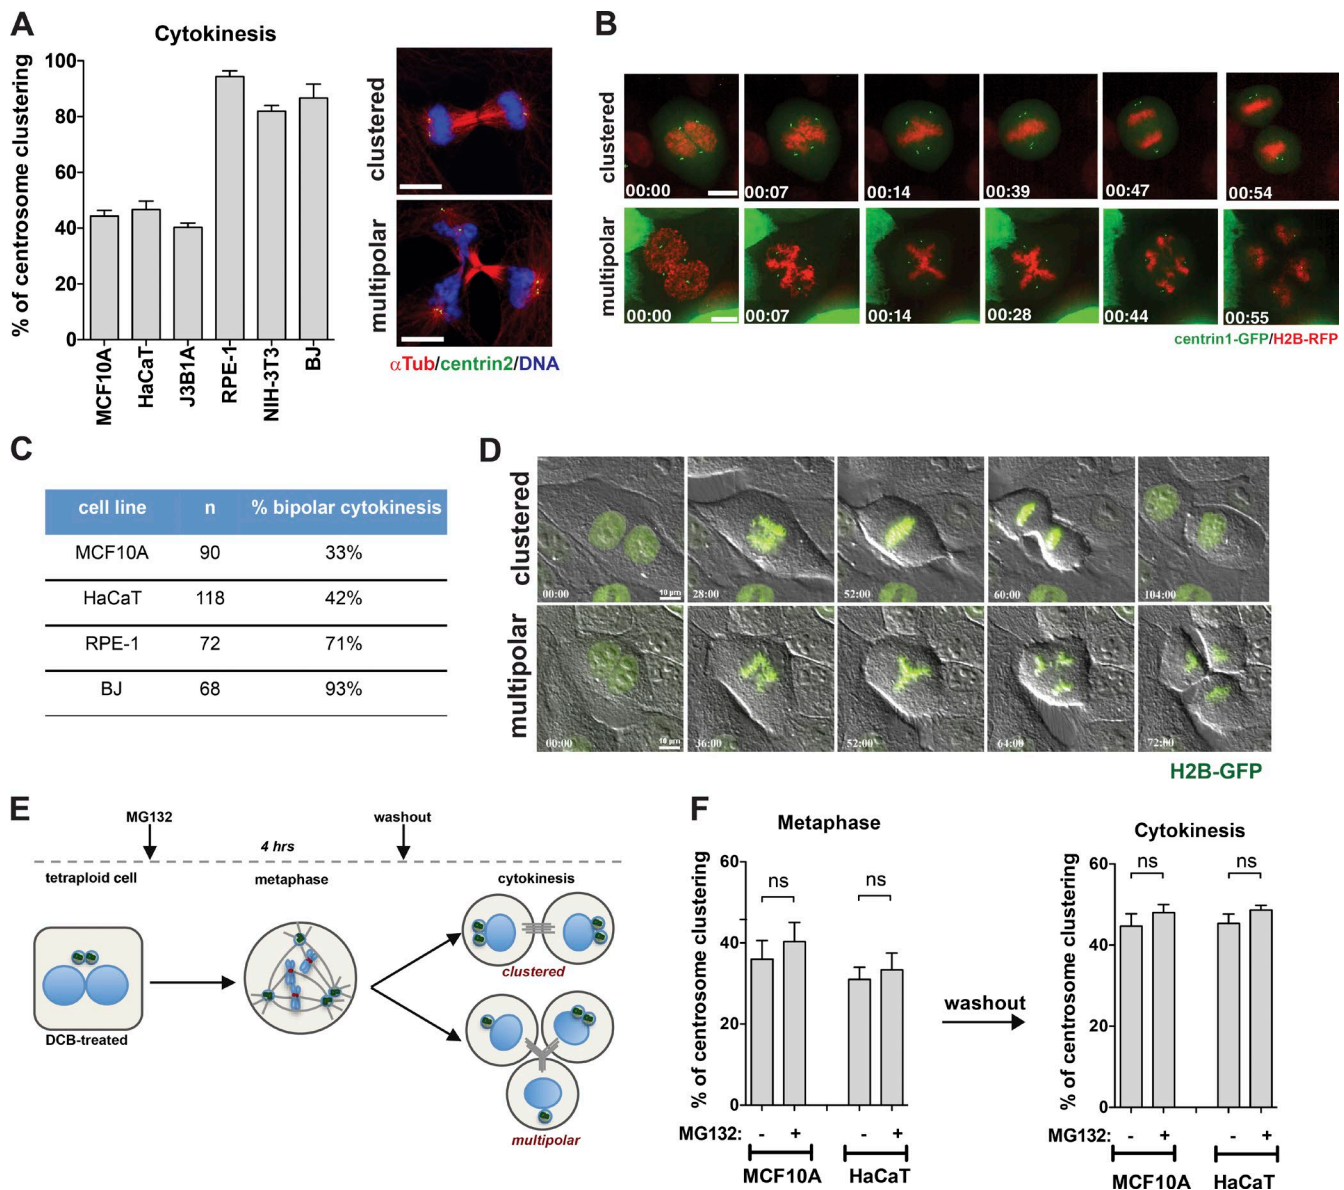 A
Cytokinesis
% of centrosome clustering
100
80
60
40
20
0
MCF10A
HaCaT
J3B1A
RPE-1
NIH-3T3
BJ
clustered
multipolar
αTub/centrin2/DNA
B
clustered
00:00
00:07
00:14
00:39
00:47
00:54
multipolar
00:00
00:07
00:14
00:28
00:44
00:55
centrin1-GFP/H2B-RFP
C
cell line n % bipolar cytokinesis
MCF10A 90 33%
HaCaT 118 42%
RPE-1 72 71%
BJ 68 93%
D
clustered
00:00
10 μm
28:00
52:00
60:00
104:00
multipolar
00:00
10 μm
36:00
52:00
64:00
72:00
H2B-GFP
E
MG132
washout
4 hrs
tetraploid cell
metaphase
cytokinesis
DCB-treated
clustered
multipolar
F
Metaphase
% of centrosome clustering
60
40
20
0
ns
ns
MG132: - + - +
MCF10A HaCaT
washout
Cytokinesis
% of centrosome clustering
60
40
20
0
ns
ns
MG132: - + - +
MCF10A HaCaT